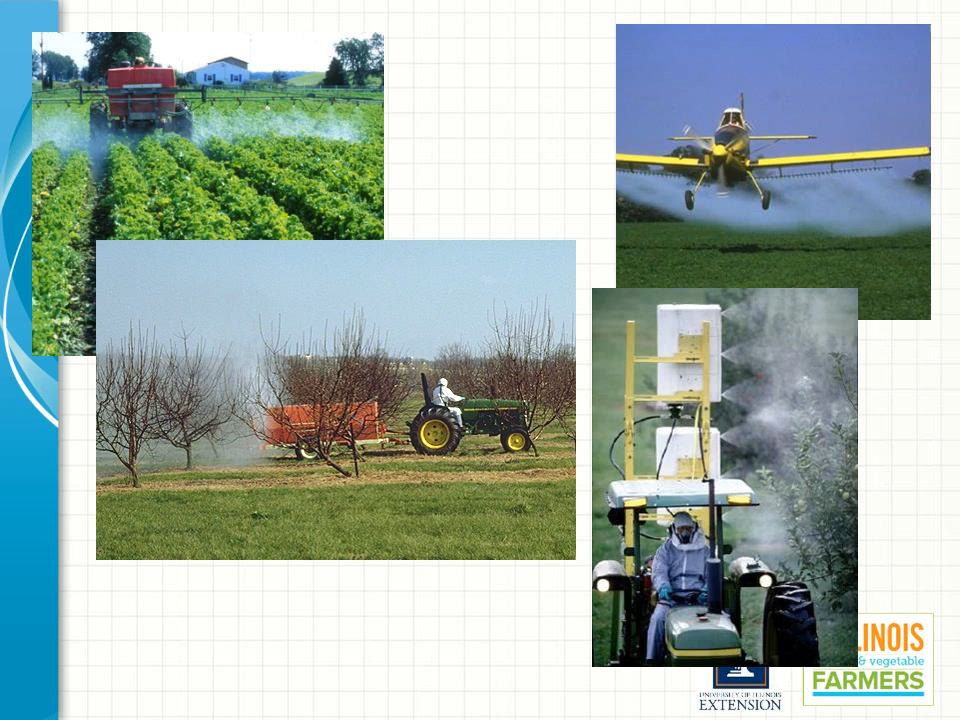 UNIVERSITY OF ILLINOIS
EXTENSION
LINOIS
& vegetable
FARMERS